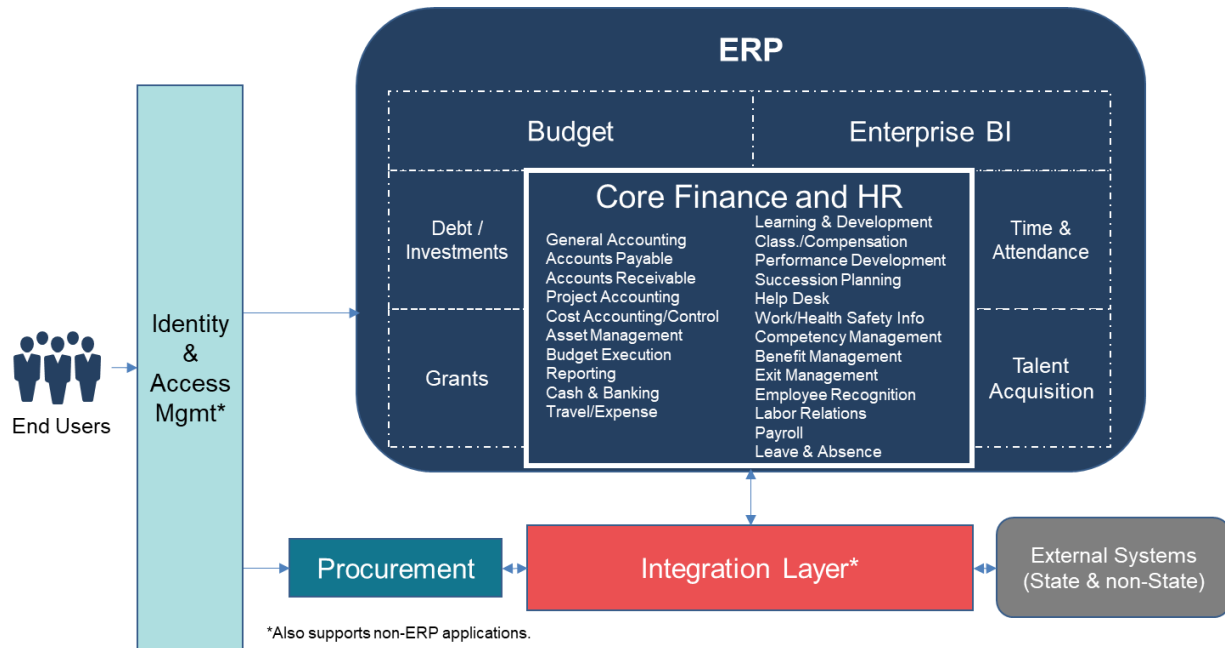 ERP
Budget
Enterprise BI
Core Finance and HR
Debt /
Investments
Grants
General Accounting
Accounts Payable
Accounts Receivable
Project Accounting
Cost Accounting/Control
Asset Management
Budget Execution
Reporting
Cash & Banking
Travel/Expense
Learning & Development
Class./Compensation
Performance Development
Succession Planning
Help Desk
Work/Health Safety Info
Competency Management
Benefit Management
Exit Management
Employee Recognition
Labor Relations
Payroll
Leave & Absence
Time &
Attendance
Talent
Acquisition
Identity
&
Access
Mgmt*
End Users
Procurement
Integration Layer*
External Systems
(State & non-State)
*Also supports non-ERP applications.